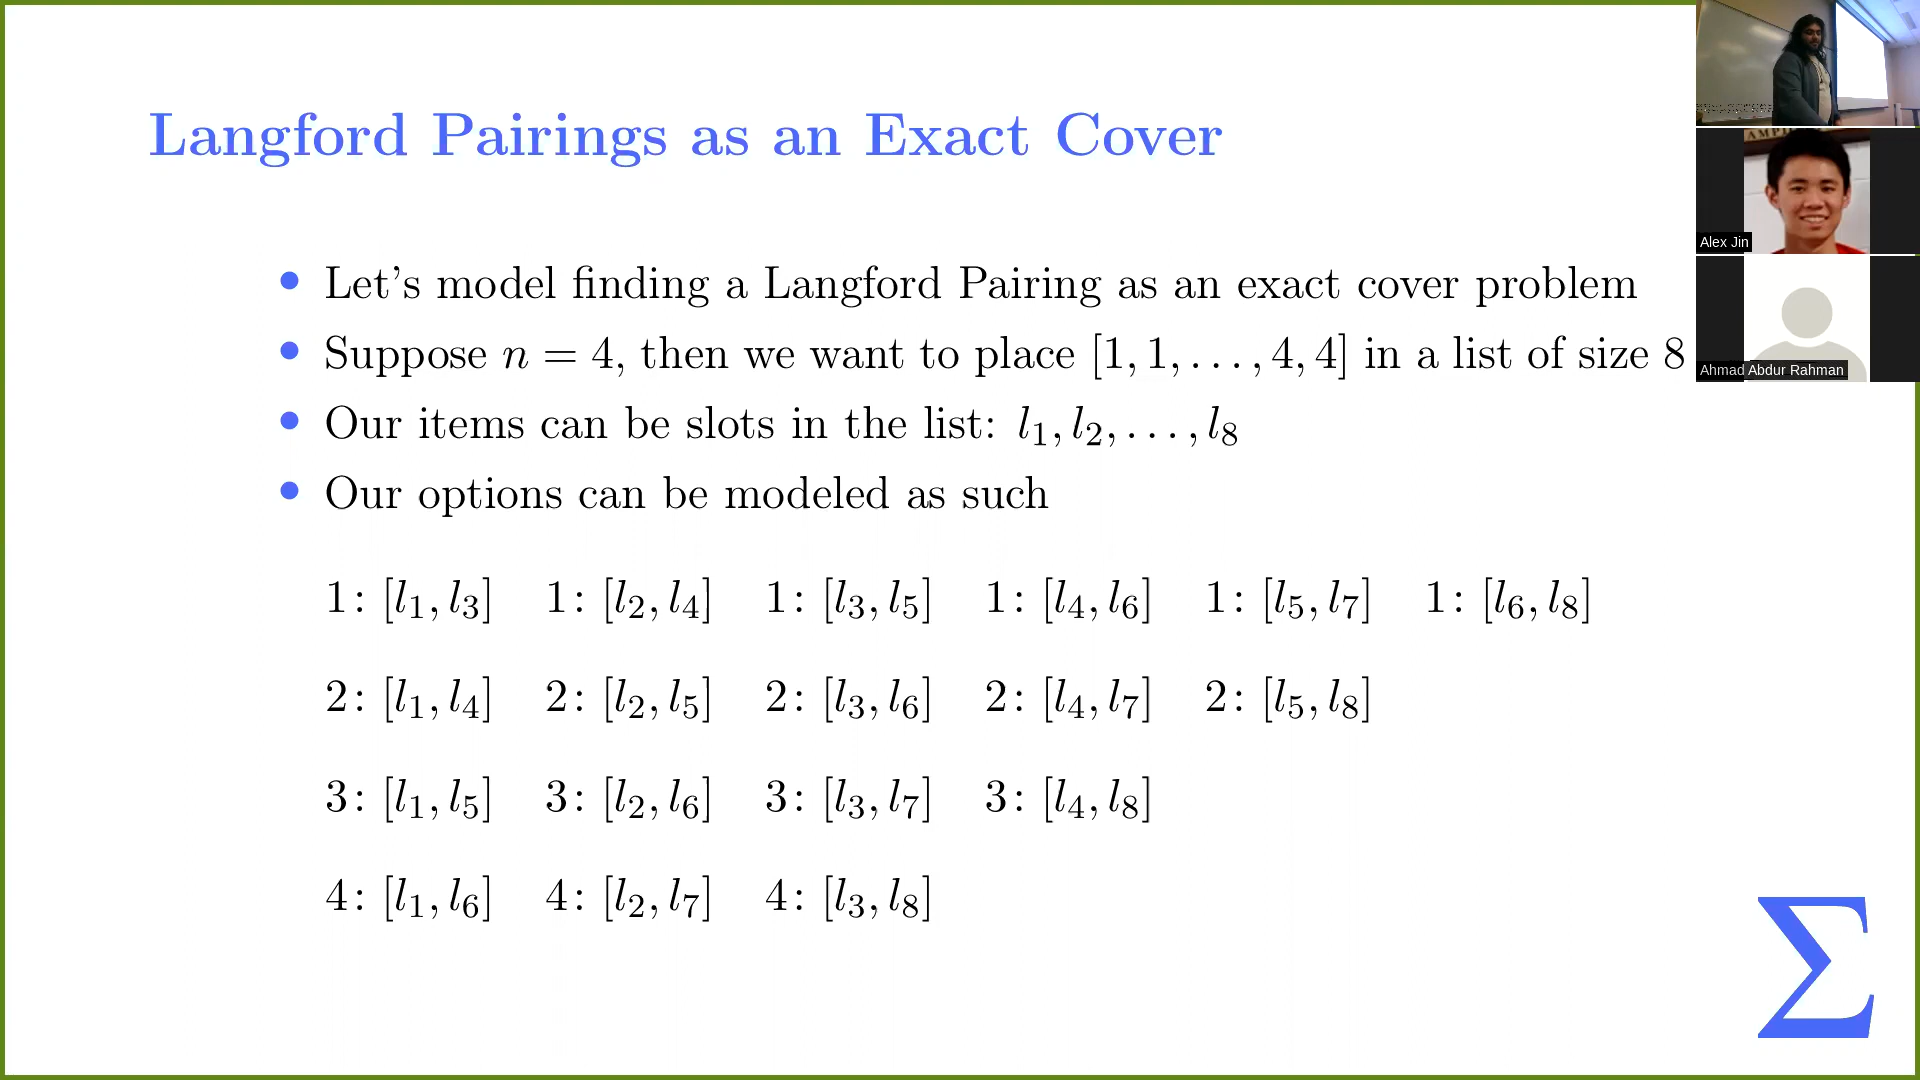 Langford Pairings as an Exact Cover
Let's model finding a Langford Pairing as an exact cover problem
Suppose n = 4, then we want to place [1, 1, . . . , 4, 4] in a list of size 8
Our items can be slots in the list: l₁, l₂, . . . , l₈
Our options can be modeled as such
1: [l₁, l₃] 1: [l₂, l₄] 1: [l₃, l₅] 1: [l₄, l₆] 1: [l₅, l₇] 1: [l₆, l₈]
2: [l₁, l₄] 2: [l₂, l₅] 2: [l₃, l₆] 2: [l₄, l₇] 2: [l₅, l₈]
3: [l₁, l₅] 3: [l₂, l₆] 3: [l₃, l₇] 3: [l₄, l₈]
4: [l₁, l₆] 4: [l₂, l₇] 4: [l₃, l₈]
Σ
Alex Jin
Ahmad Abdur Rahman